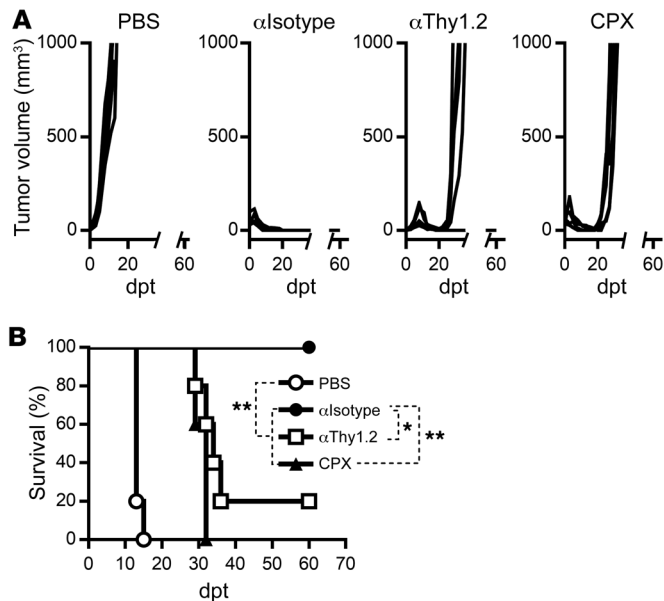 A
PBS
αIsotype
αThy1.2
CPX
Tumor volume (mm³)
1000
500
0
0 20 60
dpt
1000
500
0
0 20 60
dpt
1000
500
0
0 20 60
dpt
1000
500
0
0 20 60
dpt
B
Survival (%)
100
80
60
40
20
0
0 10 20 30 40 50 60 70
dpt
** PBS
αIsotype
αThy1.2 * **
CPX